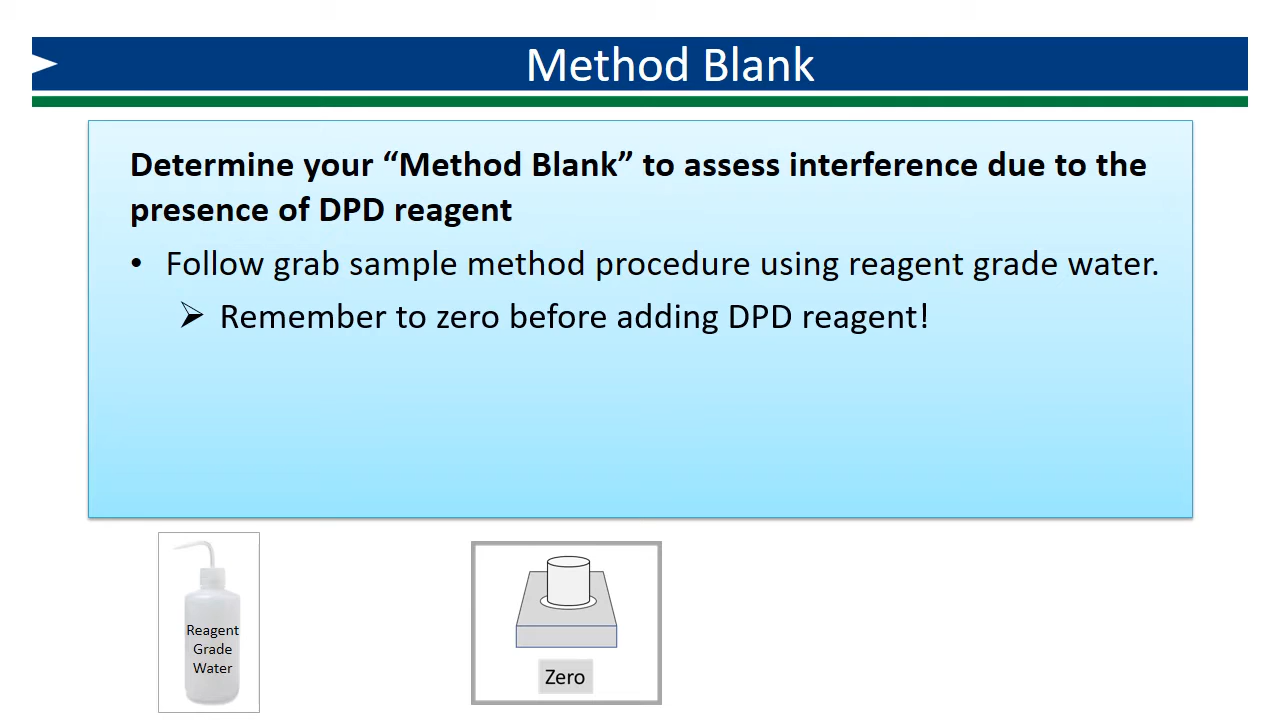 Method Blank
Determine your “Method Blank” to assess interference due to the
presence of DPD reagent
• Follow grab sample method procedure using reagent grade water.
➢ Remember to zero before adding DPD reagent!
Reagent
Grade
Water
Zero